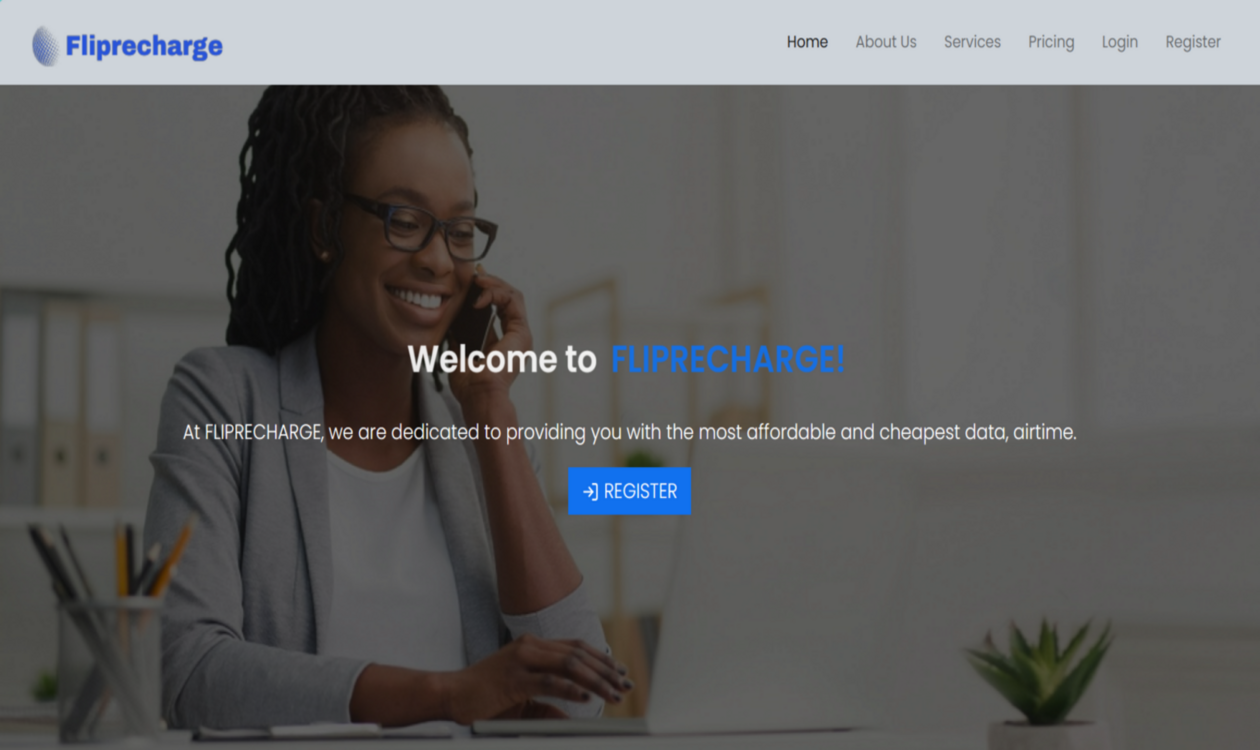 Fliprecharge
Home About Us Services Pricing Login Register
Welcome to FLIPRECHARGE!
At FLIPRECHARGE, we are dedicated to providing you with the most affordable and cheapest data, airtime.
REGISTER